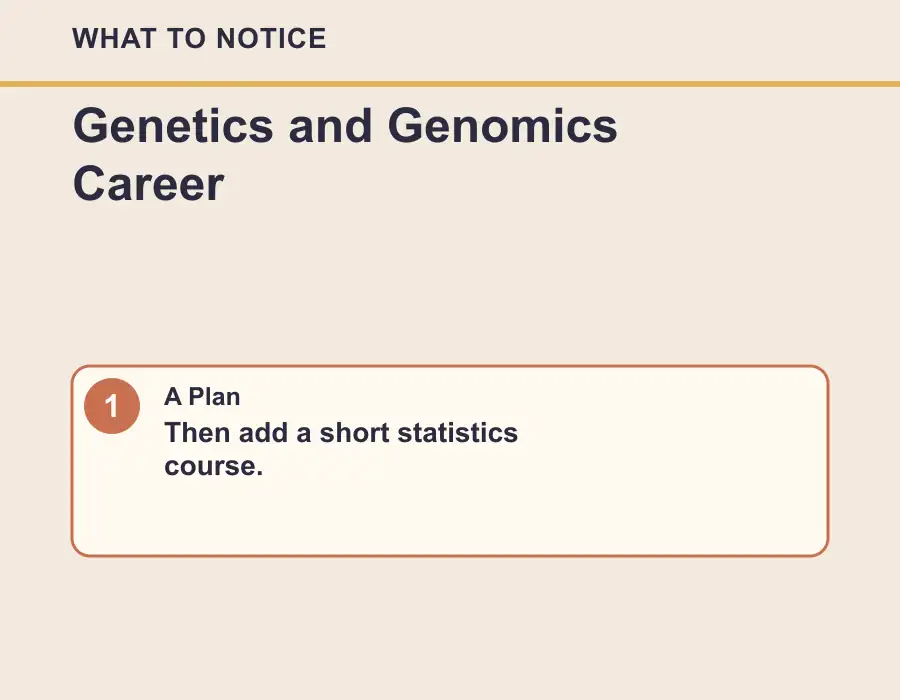 WHAT TO NOTICE
Genetics and Genomics
Career
1
A Plan
Then add a short statistics
course.